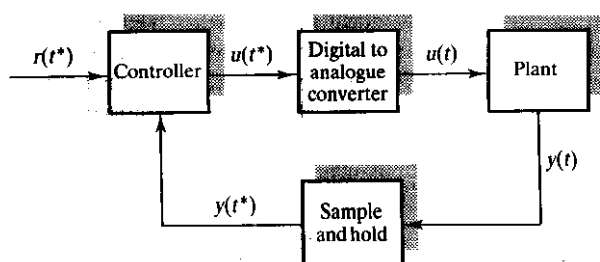 r(t*)
Controller
u(t*)
Digital to
analogue
converter
u(t)
Plant
y(t)
y(t*)
Sample
and hold